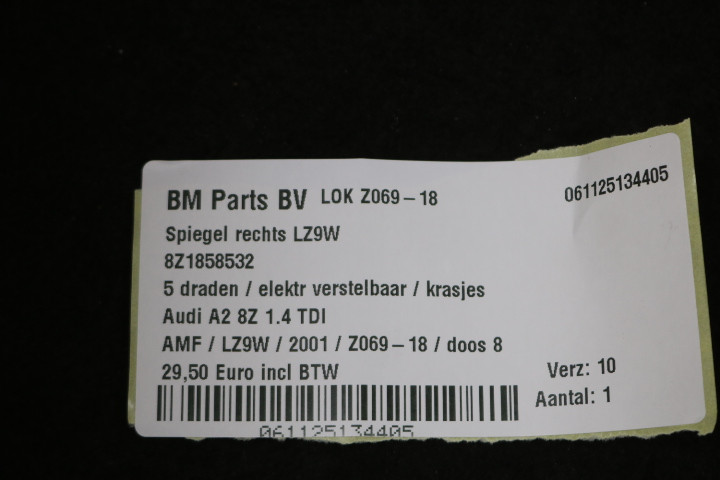 BM Parts BV LOK Z069-18 061125134405
Spiegel rechts LZ9W
8Z1858532
5 draden / elektr verstelbaar / krasjes
Audi A2 8Z 1.4 TDI
AMF / LZ9W / 2001 / Z069-18 / doos 8
29,50 Euro incl BTW Verz: 10
Aantal: 1
061125134405